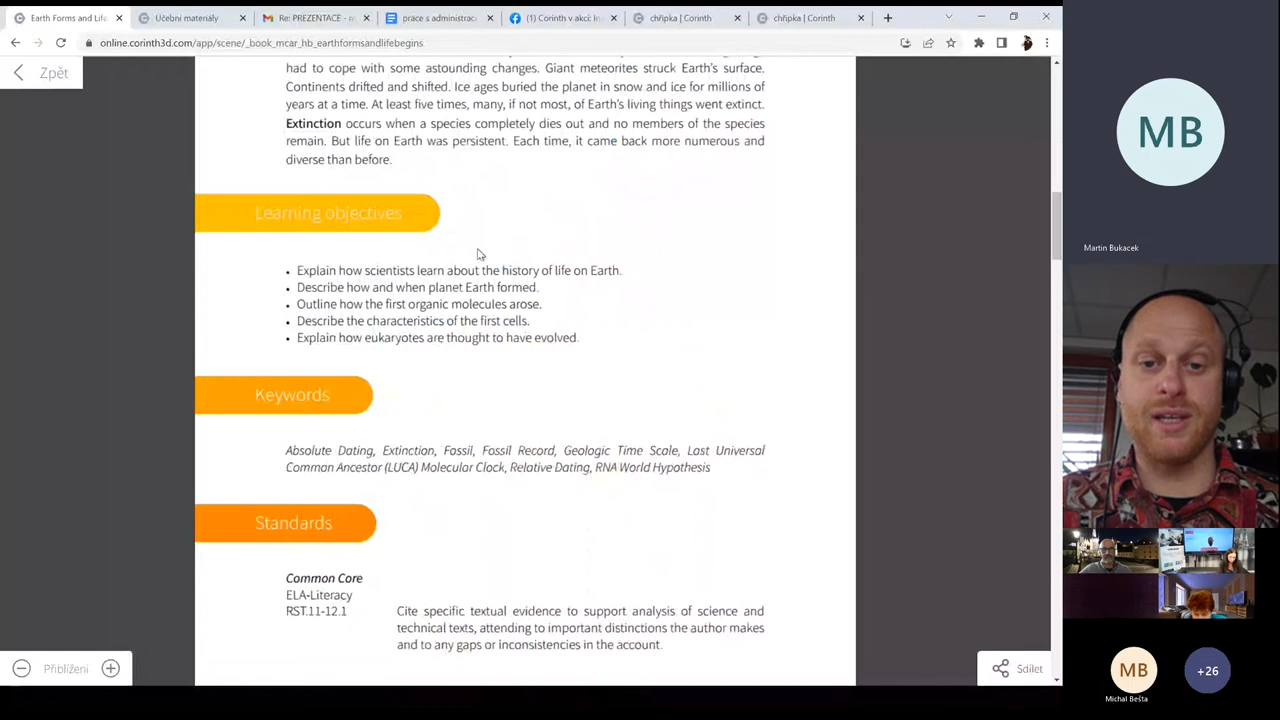 Earth Forms and Life
Učební materiály
Re: PREZENTACE - m
práce s administrac
(1) Corinth v akci: In
chřipka | Corinth
chřipka | Corinth
online.corinth3d.com/app/scene/_book_mcar_hb_earthformsandlifebegins
Zpět
had to cope with some astounding changes. Giant meteorites struck Earth's surface.
Continents drifted and shifted. Ice ages buried the planet in snow and ice for millions of
years at a time. At least five times, many, if not most, of Earth's living things went extinct.
Extinction occurs when a species completely dies out and no members of the species
remain. But life on Earth was persistent. Each time, it came back more numerous and
diverse than before.
Learning objectives
• Explain how scientists learn about the history of life on Earth.
• Describe how and when planet Earth formed.
• Outline how the first organic molecules arose.
• Describe the characteristics of the first cells.
• Explain how eukaryotes are thought to have evolved.
Keywords
Absolute Dating, Extinction, Fossil, Fossil Record, Geologic Time Scale, Last Universal
Common Ancestor (LUCA) Molecular Clock, Relative Dating, RNA World Hypothesis
Standards
Common Core
ELA-Literacy
RST.11-12.1
Cite specific textual evidence to support analysis of science and
technical texts, attending to important distinctions the author makes
and to any gaps or inconsistencies in the account.
Přiblížení
Sdílet
MB
Martin Bukacek
MB
Michal Bešta
+26